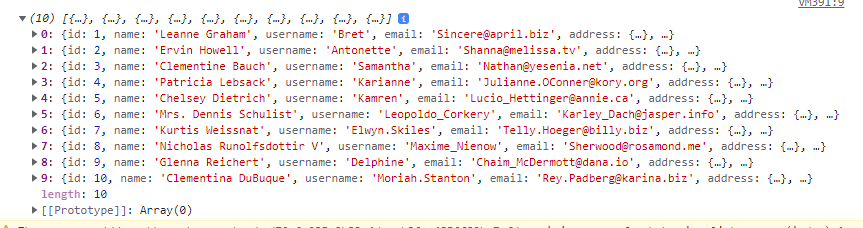 VM391:9
(10) [{…}, {…}, {…}, {…}, {…}, {…}, {…}, {…}, {…}, {…}] i
0: {id: 1, name: 'Leanne Graham', username: 'Bret', email: 'Sincere@april.biz', address: {…}, …}
1: {id: 2, name: 'Ervin Howell', username: 'Antonette', email: 'Shanna@melissa.tv', address: {…}, …}
2: {id: 3, name: 'Clementine Bauch', username: 'Samantha', email: 'Nathan@yesenia.net', address: {…}, …}
3: {id: 4, name: 'Patricia Lebsack', username: 'Karianne', email: 'Julianne.OConner@kory.org', address: {…}, …}
4: {id: 5, name: 'Chelsey Dietrich', username: 'Kamren', email: 'Lucio_Hettinger@annie.ca', address: {…}, …}
5: {id: 6, name: 'Mrs. Dennis Schulist', username: 'Leopoldo_Corkery', email: 'Karley_Dach@jasper.info', address: {…}, …}
6: {id: 7, name: 'Kurtis Weissnat', username: 'Elwyn.Skiles', email: 'Telly.Hoeger@billy.biz', address: {…}, …}
7: {id: 8, name: 'Nicholas Runolfsdottir V', username: 'Maxime_Nienow', email: 'Sherwood@rosamond.me', address: {…}, …}
8: {id: 9, name: 'Glenna Reichert', username: 'Delphine', email: 'Chaim_McDermott@dana.io', address: {…}, …}
9: {id: 10, name: 'Clementina DuBuque', username: 'Moriah.Stanton', email: 'Rey.Padberg@karina.biz', address: {…}, …}
length: 10
[[Prototype]]: Array(0)